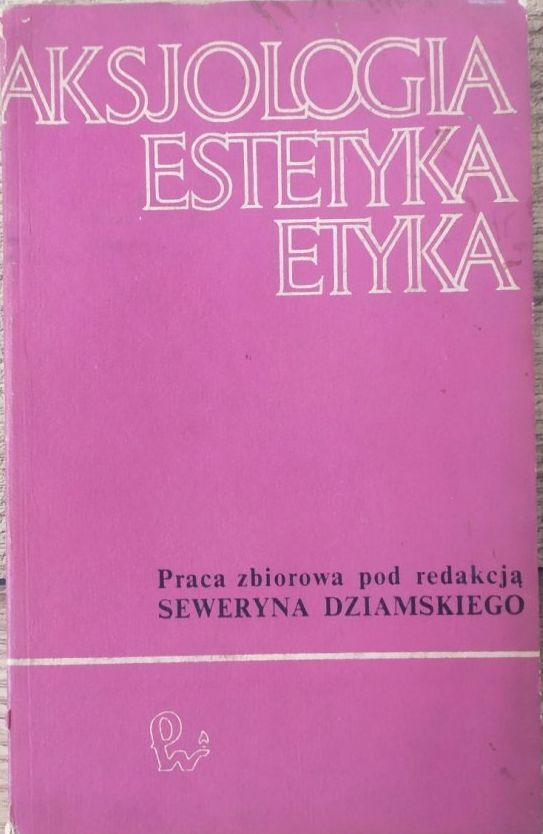 AKSJOLOGIA
ESTETYKA
ETYKA
Praca zbiorowa pod redakcją
SEWERYNA DZIAMSKIEGO